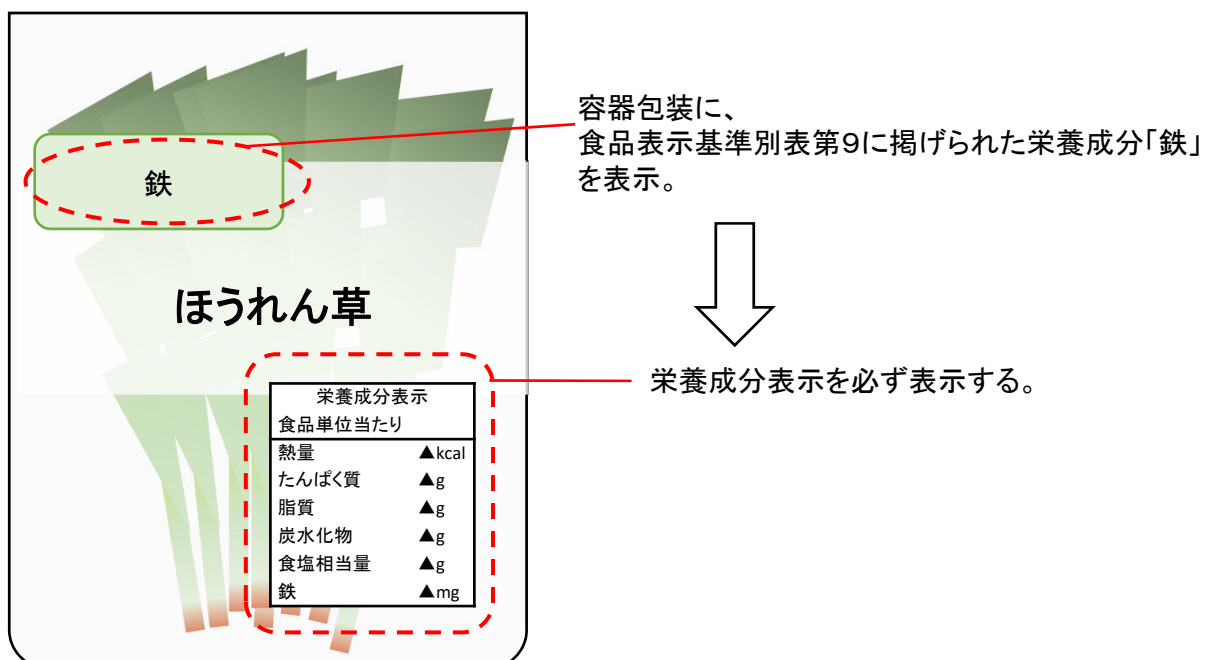 容器包装に、
食品表示基準別表第９に掲げられた栄養成分「鉄」
を表示。
鉄
ほうれん草
栄養成分表示を必ず表示する。
栄養成分表示
食品単位当たり
熱量 ▲kcal
たんぱく質 ▲g
脂質 ▲g
炭水化物 ▲g
食塩相当量 ▲g
鉄 ▲mg